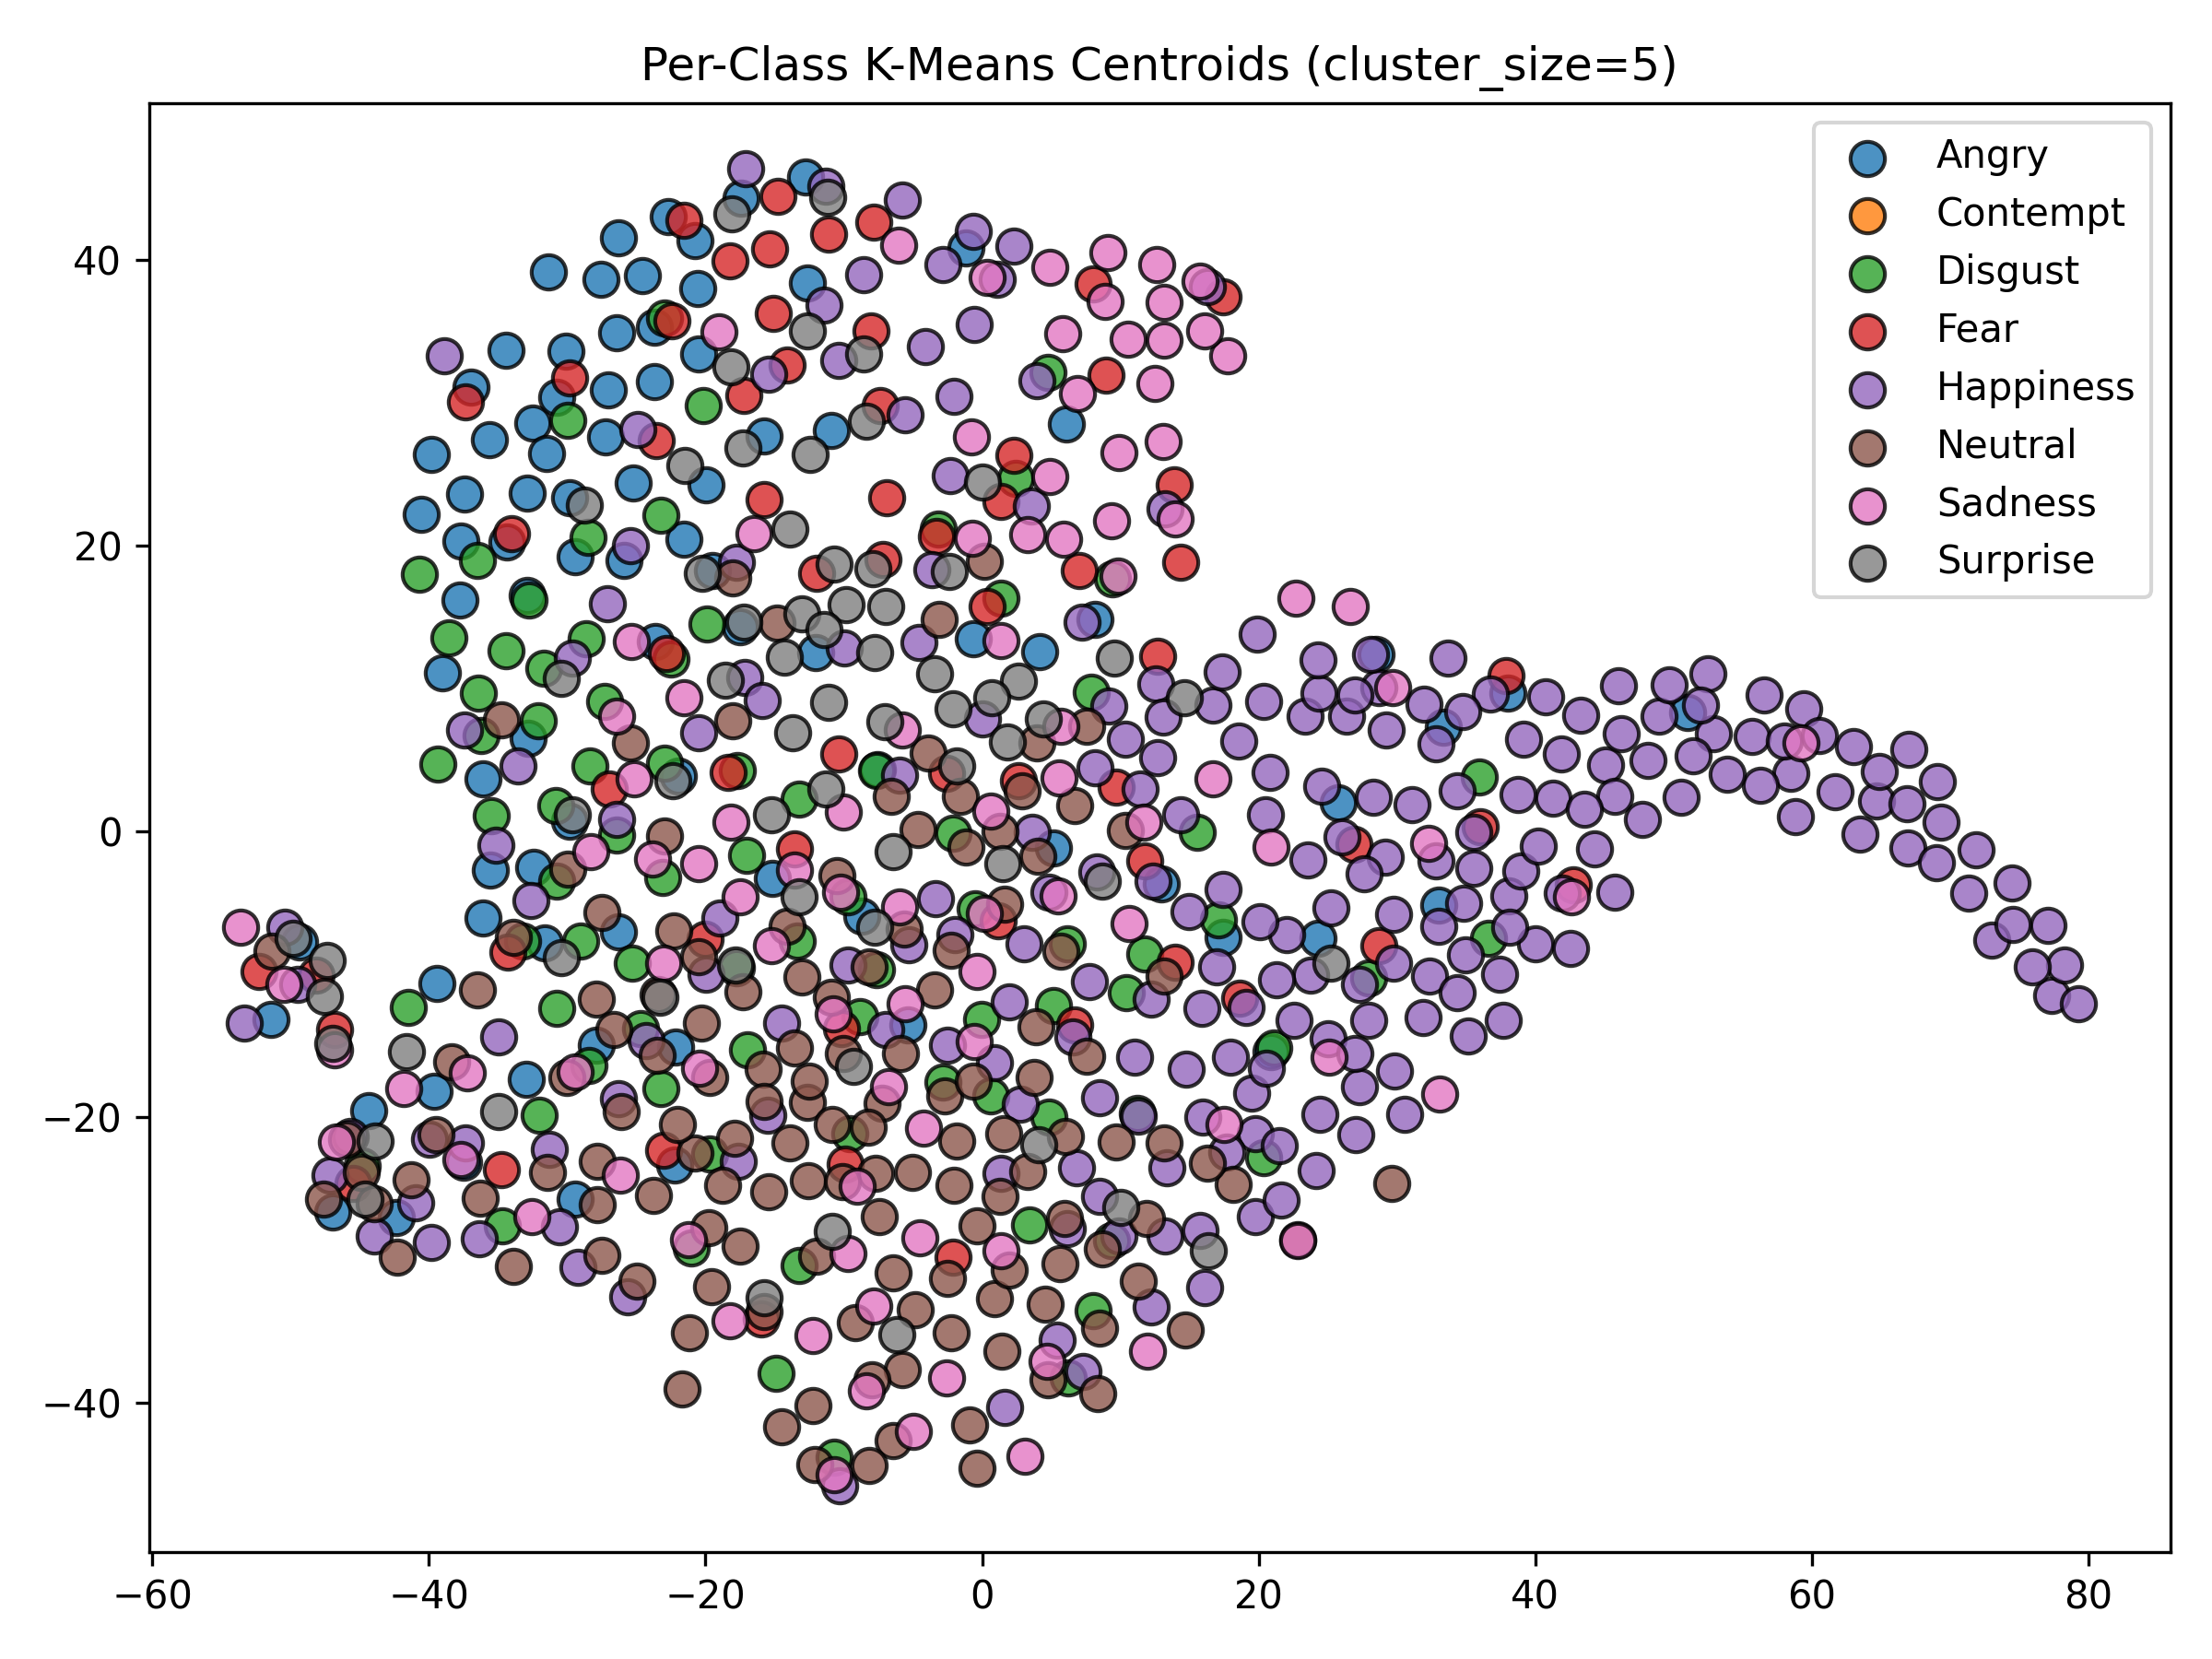 Per-Class K-Means Centroids (cluster_size=5)
Angry
Contempt
Disgust
Fear
Happiness
Neutral
Sadness
Surprise
40
20
0
−20
−40
−60
−40
−20
0
20
40
60
80